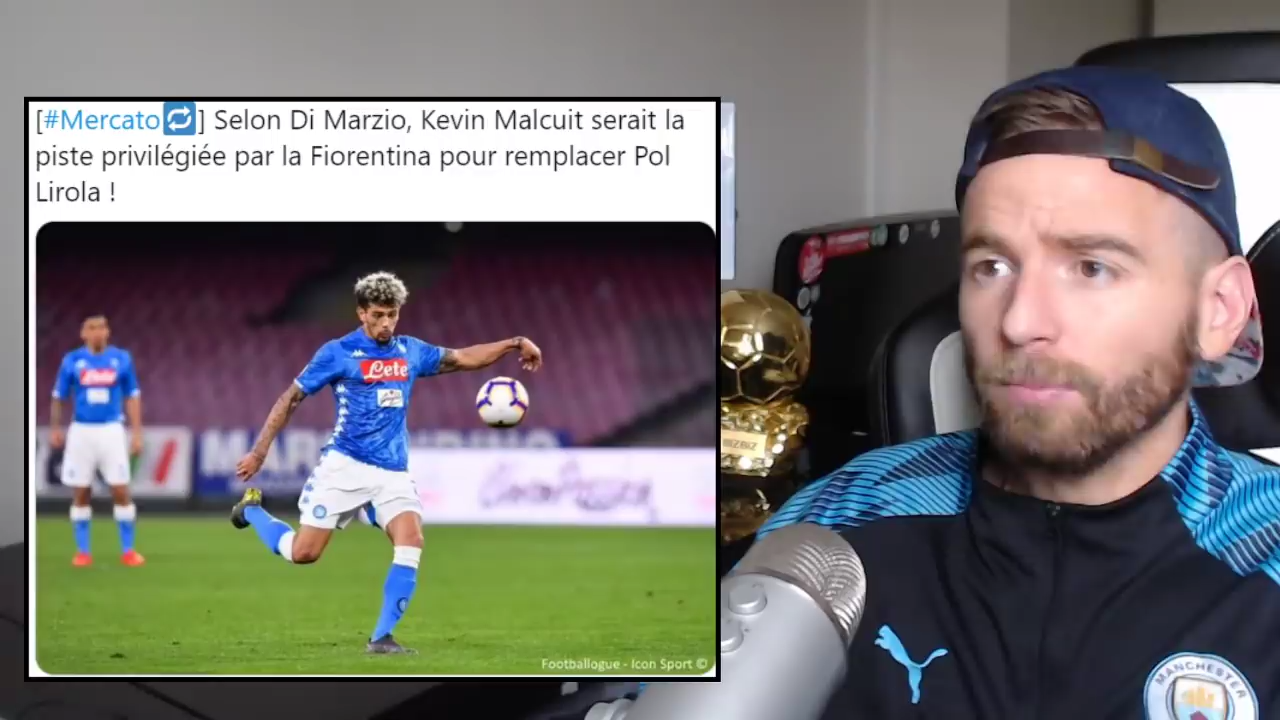 [#Mercato🔁] Selon Di Marzio, Kevin Malcuit serait la
piste privilégiée par la Fiorentina pour remplacer Pol
Lirola !
Lete
Footballogue - Icon Sport ©
MANCHESTER